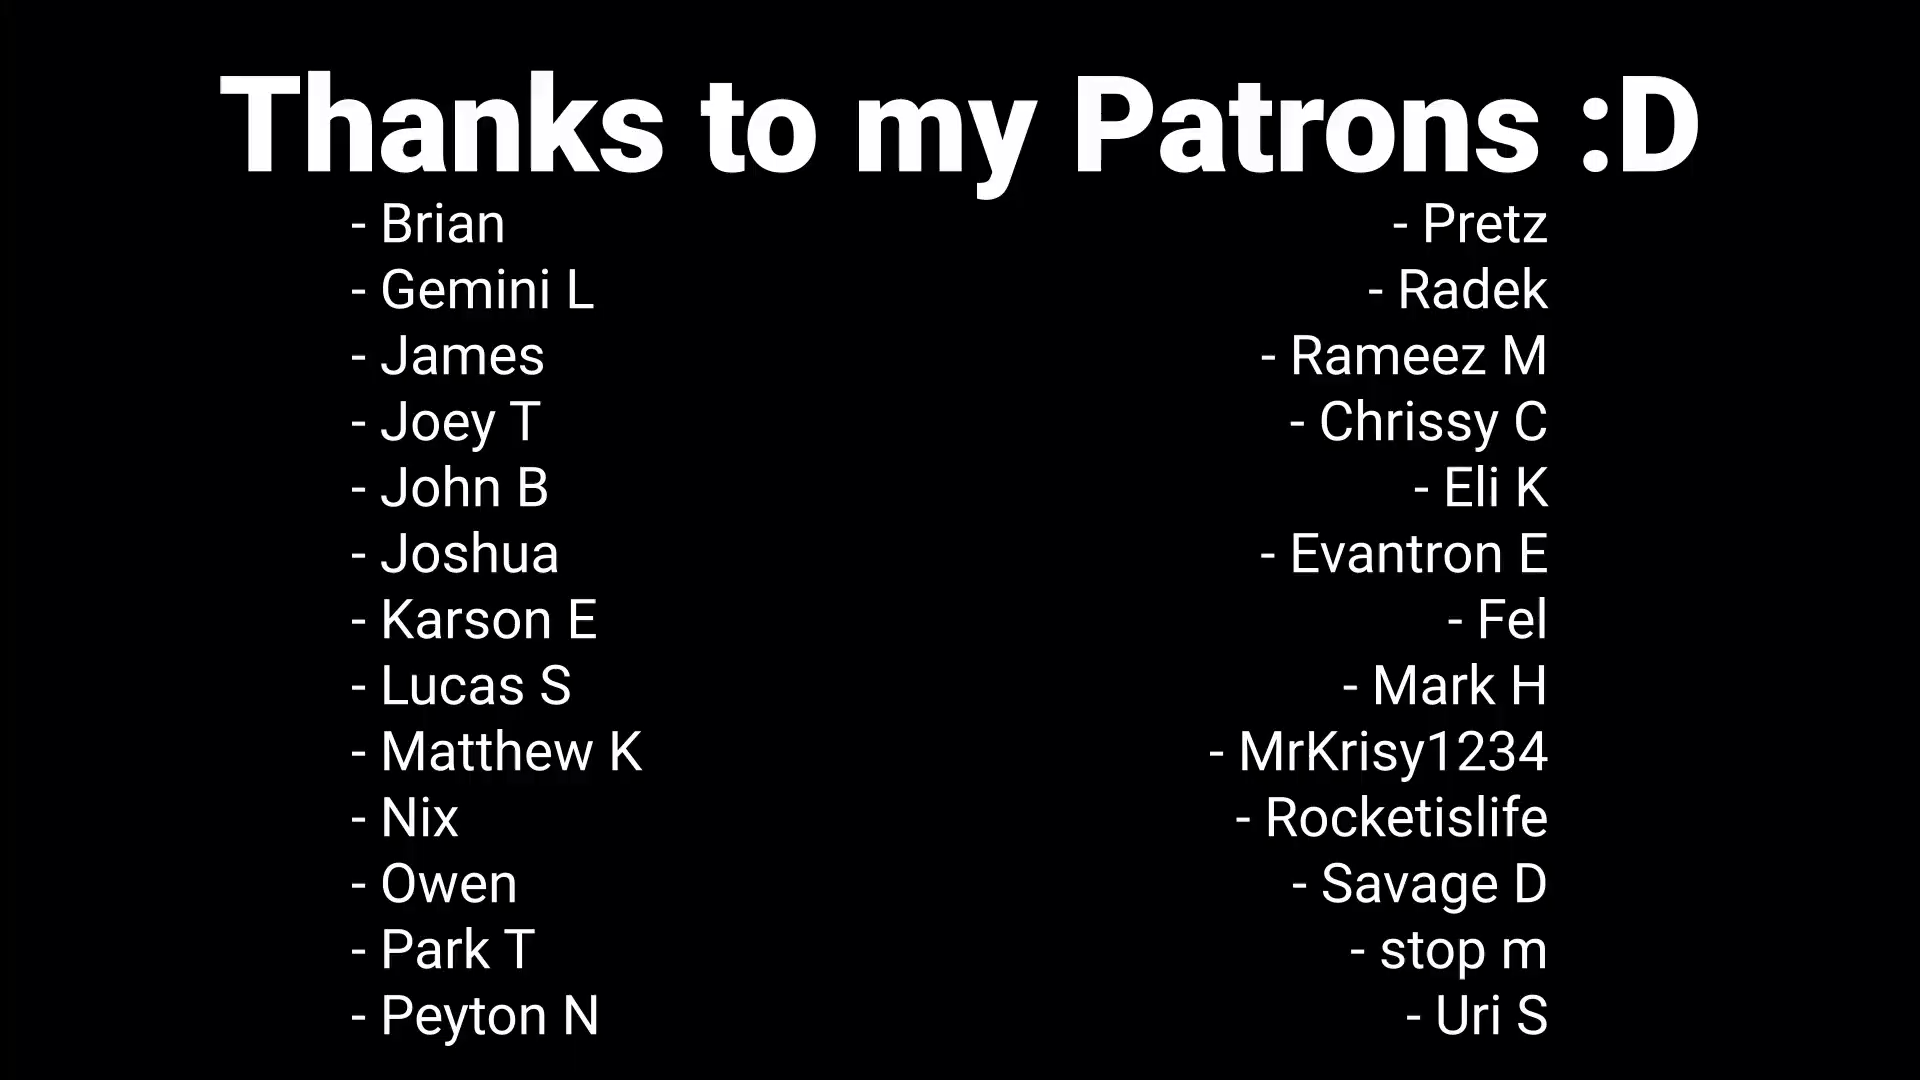 Thanks to my Patrons :D
- Brian
- Gemini L
- James
- Joey T
- John B
- Joshua
- Karson E
- Lucas S
- Matthew K
- Nix
- Owen
- Park T
- Peyton N
- Pretz
- Radek
- Rameez M
- Chrissy C
- Eli K
- Evantron E
- Fel
- Mark H
- MrKrisy1234
- Rocketislife
- Savage D
- stop m
- Uri S